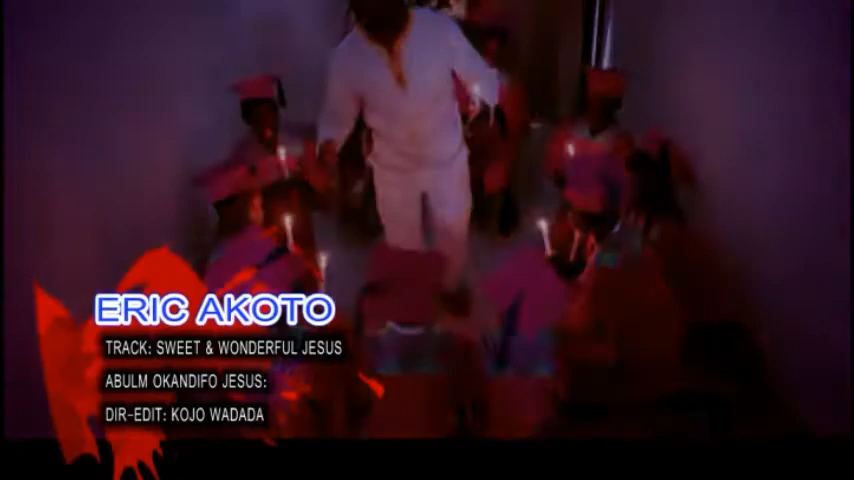 ERIC AKOTO
TRACK: SWEET & WONDERFUL JESUS
ABULM OKANDIFO JESUS:
DIR-EDIT: KOJO WADADA